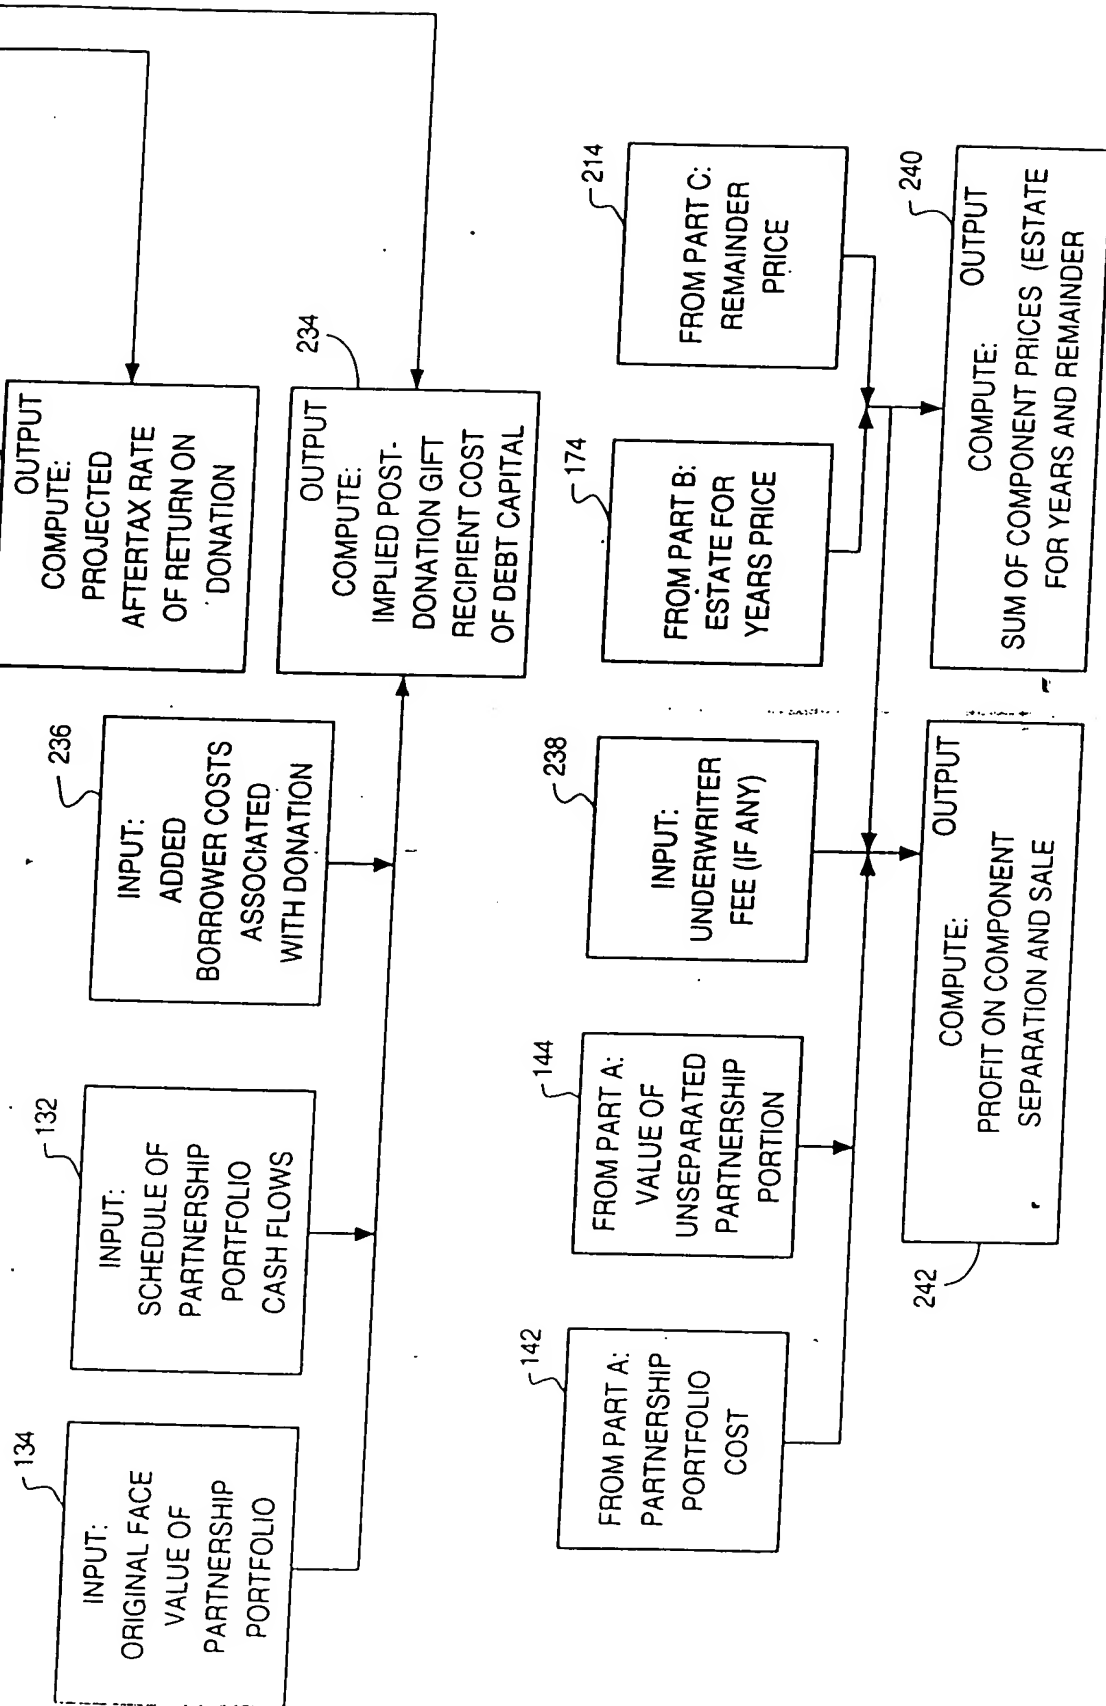 134
INPUT:
ORIGINAL FACE
VALUE OF
PARTNERSHIP
PORTFOLIO
132
INPUT:
SCHEDULE OF
PARTNERSHIP
PORTFOLIO
CASH FLOWS
236
INPUT:
ADDED
BORROWER COSTS
ASSOCIATED
WITH DONATION
OUTPUT
COMPUTE:
PROJECTED
AFTERTAX RATE
OF RETURN ON
DONATION
234
OUTPUT
COMPUTE:
IMPLIED POST-
DONATION GIFT
RECIPIENT COST
OF DEBT CAPITAL
142
FROM PART A:
PARTNERSHIP
PORTFOLIO
COST
144
FROM PART A:
VALUE OF
UNSEPARATED
PARTNERSHIP
PORTION
238
INPUT:
UNDERWRITER
FEE (IF ANY)
174
FROM PART B:
ESTATE FOR
YEARS PRICE
214
FROM PART C:
REMAINDER
PRICE
242
OUTPUT
COMPUTE:
PROFIT ON COMPONENT
SEPARATION AND SALE
240
OUTPUT
COMPUTE:
SUM OF COMPONENT PRICES (ESTATE
FOR YEARS AND REMAINDER